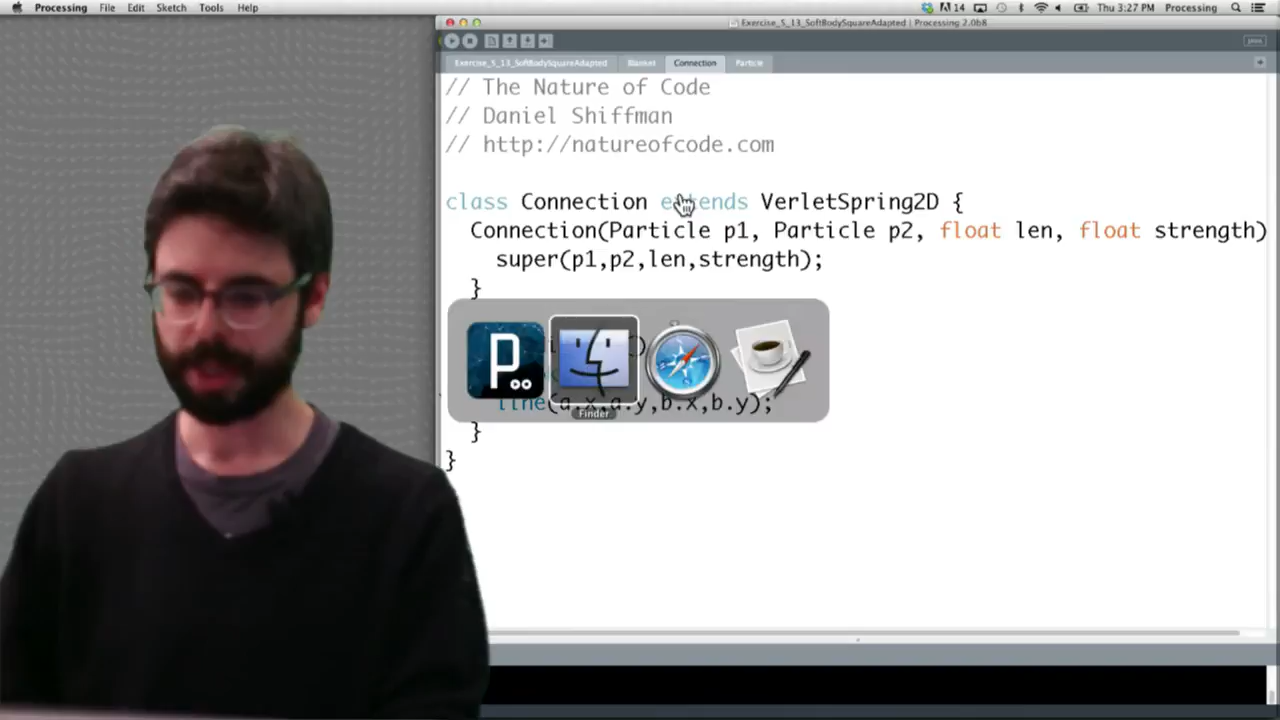 Processing File Edit Sketch Tools Help
14 Thu 3:27 PM Processing
Exercise_5_13_SoftBodySquareAdapted | Processing 2.0b8
Exercise_5_13_SoftBodySquareAdapted Blanket Connection Particle
// The Nature of Code
// Daniel Shiffman
// http://natureofcode.com
class Connection extends VerletSpring2D {
Connection(Particle p1, Particle p2, float len, float strength)
super(p1,p2,len,strength);
}
()
line(a.x,a.y,b.x,b.y);
Finder
}
}